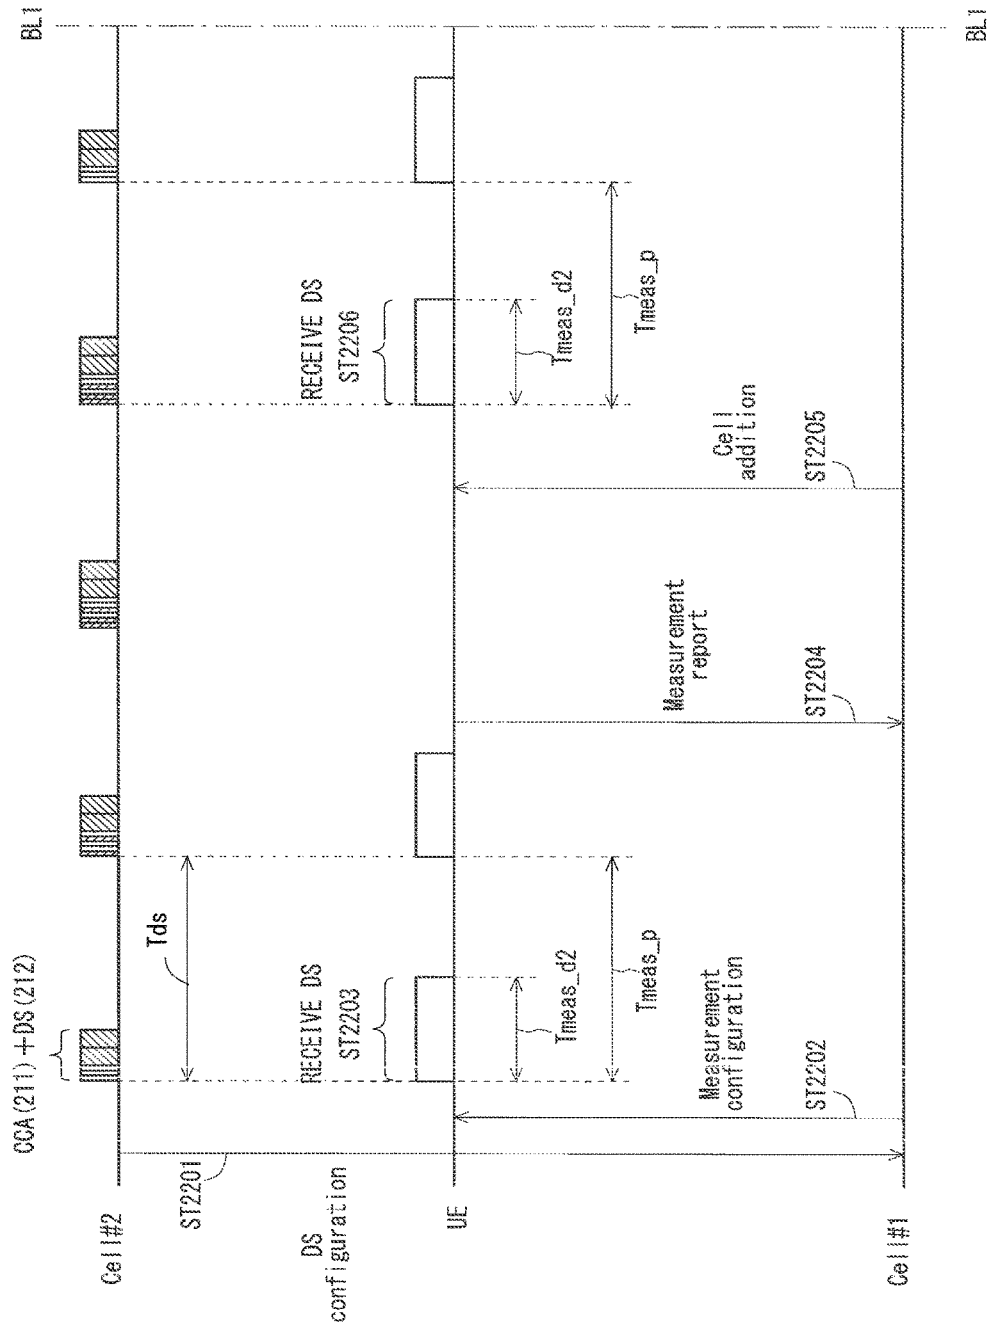 CCA(211)+DS(212)
BL1
Cell#2
Tds
ST2201
DS
configuration
RECEIVE DS
ST2203
RECEIVE DS
ST2206
UE
Tmeas_d2
Tmeas_d2
Tmeas_p
Tmeas_p
Measurement
configuration
ST2202
Measurement
report
ST2204
Cell
addition
ST2205
Cell#1
BL1